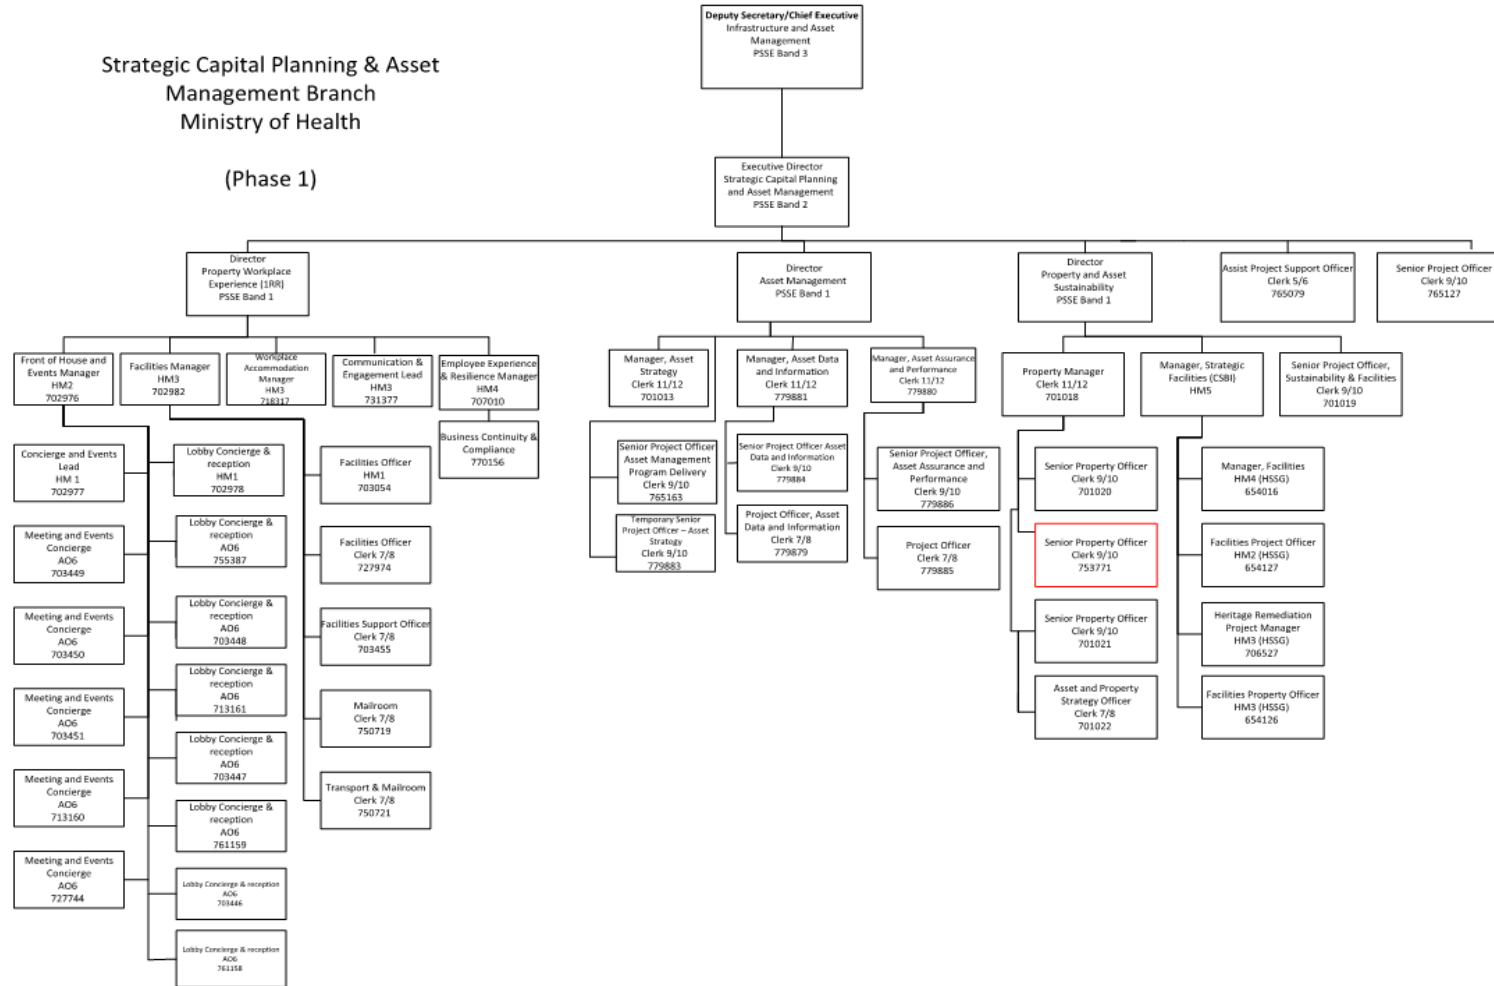 Strategic Capital Planning & Asset
Management Branch
Ministry of Health
(Phase 1)
Deputy Secretary/Chief Executive
Infrastructure and Asset
Management
PSSE Band 3
Executive Director
Strategic Capital Planning
and Asset Management
PSSE Band 2
Director
Property Workplace
Experience (1RR)
PSSE Band 1
Director
Asset Management
PSSE Band 1
Director
Property and Asset
Sustainability
PSSE Band 1
Assist Project Support Officer
Clerk 5/6
765079
Senior Project Officer
Clerk 9/10
765127
Front of House and
Events Manager
HM2
702976
Facilities Manager
HM3
702982
Workplace
Accommodation
Manager
HM3
718317
Communication &
Engagement Lead
HM3
731377
Employee Experience
& Resilience Manager
HM4
707010
Business Continuity &
Compliance
770156
Manager, Asset
Strategy
Clerk 11/12
701013
Manager, Asset Data
and Information
Clerk 11/12
779881
Manager, Asset Assurance
and Performance
Clerk 11/12
779880
Property Manager
Clerk 11/12
701018
Manager, Strategic
Facilities (CSBI)
HM5
Senior Project Officer,
Sustainability & Facilities
Clerk 9/10
701019
Concierge and Events
Lead
HM 1
702977
Meeting and Events
Concierge
AO6
703449
Meeting and Events
Concierge
AO6
703450
Meeting and Events
Concierge
AO6
703451
Meeting and Events
Concierge
AO6
713160
Meeting and Events
Concierge
AO6
727744
Lobby Concierge &
reception
HM1
702978
Lobby Concierge &
reception
AO6
755387
Lobby Concierge &
reception
AO6
703448
Lobby Concierge &
reception
AO6
713161
Lobby Concierge &
reception
AO6
703447
Lobby Concierge &
reception
AO6
761159
Lobby Concierge & reception
AO6
703446
Lobby Concierge & reception
AO6
761158
Facilities Officer
HM1
703054
Facilities Officer
Clerk 7/8
727974
Facilities Support Officer
Clerk 7/8
703455
Mailroom
Clerk 7/8
750719
Transport & Mailroom
Clerk 7/8
750721
Senior Project Officer
Asset Management
Program Delivery
Clerk 9/10
765163
Temporary Senior
Project Officer – Asset
Strategy
Clerk 9/10
779883
Senior Project Officer Asset
Data and Information
Clerk 9/10
779884
Project Officer, Asset
Data and Information
Clerk 7/8
779879
Senior Project Officer,
Asset Assurance and
Performance
Clerk 9/10
779886
Project Officer
Clerk 7/8
779885
Senior Property Officer
Clerk 9/10
701020
Senior Property Officer
Clerk 9/10
753771
Senior Property Officer
Clerk 9/10
701021
Asset and Property
Strategy Officer
Clerk 7/8
701022
Manager, Facilities
HM4 (HSSG)
654016
Facilities Project Officer
HM2 (HSSG)
654127
Heritage Remediation
Project Manager
HM3 (HSSG)
706527
Facilities Property Officer
HM3 (HSSG)
654126